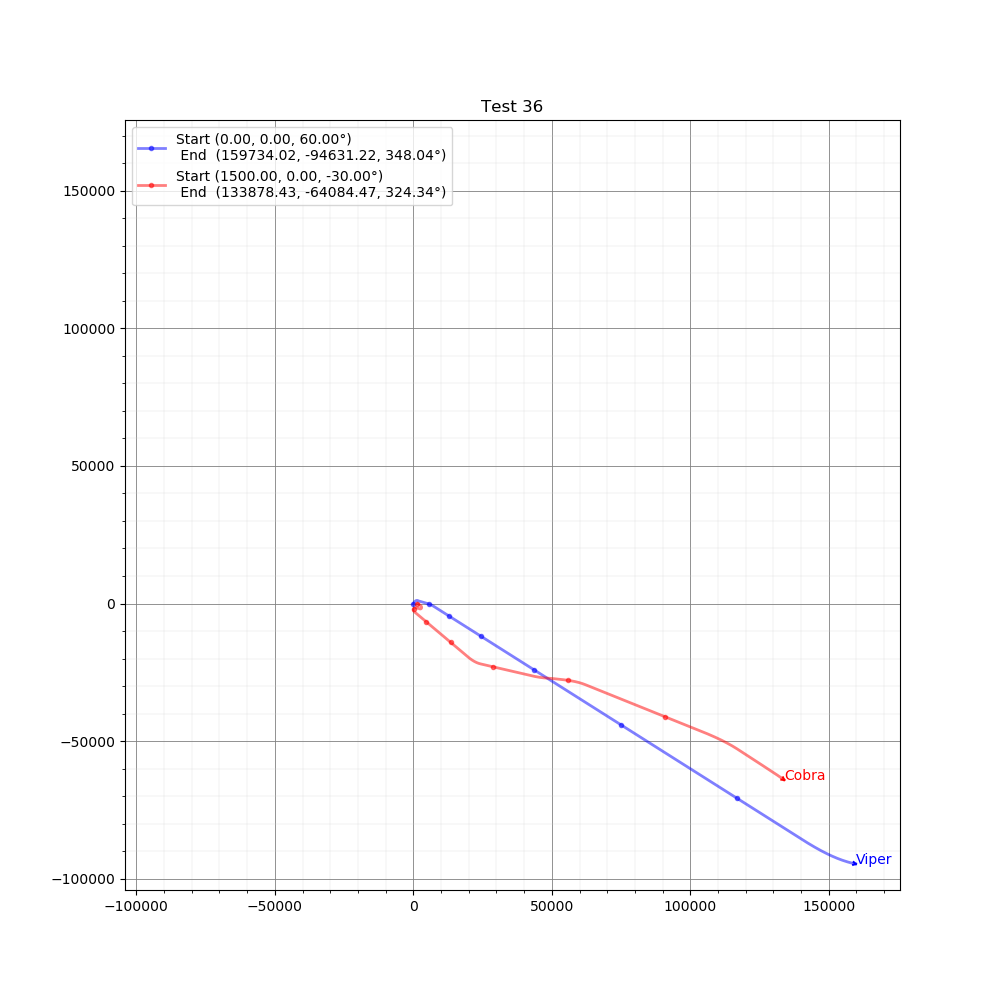 Test 36
Start (0.00, 0.00, 60.00°)
End (159734.02, -94631.22, 348.04°)
Start (1500.00, 0.00, -30.00°)
End (133878.43, -64084.47, 324.34°)
150000
100000
50000
0
−50000
−100000
Cobra
Viper
−100000 −50000 0 50000 100000 150000